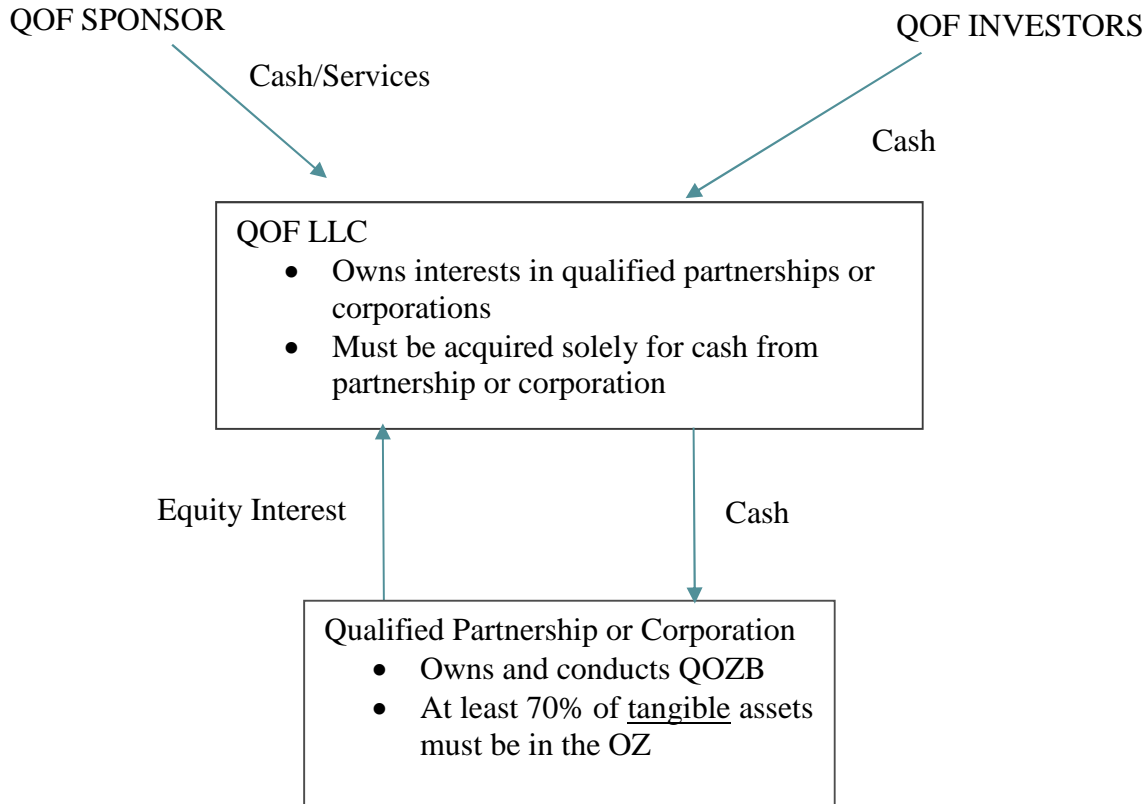 QOF SPONSOR
QOF INVESTORS
Cash/Services
Cash
QOF LLC
• Owns interests in qualified partnerships or
corporations
• Must be acquired solely for cash from
partnership or corporation
Equity Interest
Cash
Qualified Partnership or Corporation
• Owns and conducts QOZB
• At least 70% of tangible assets
must be in the OZ